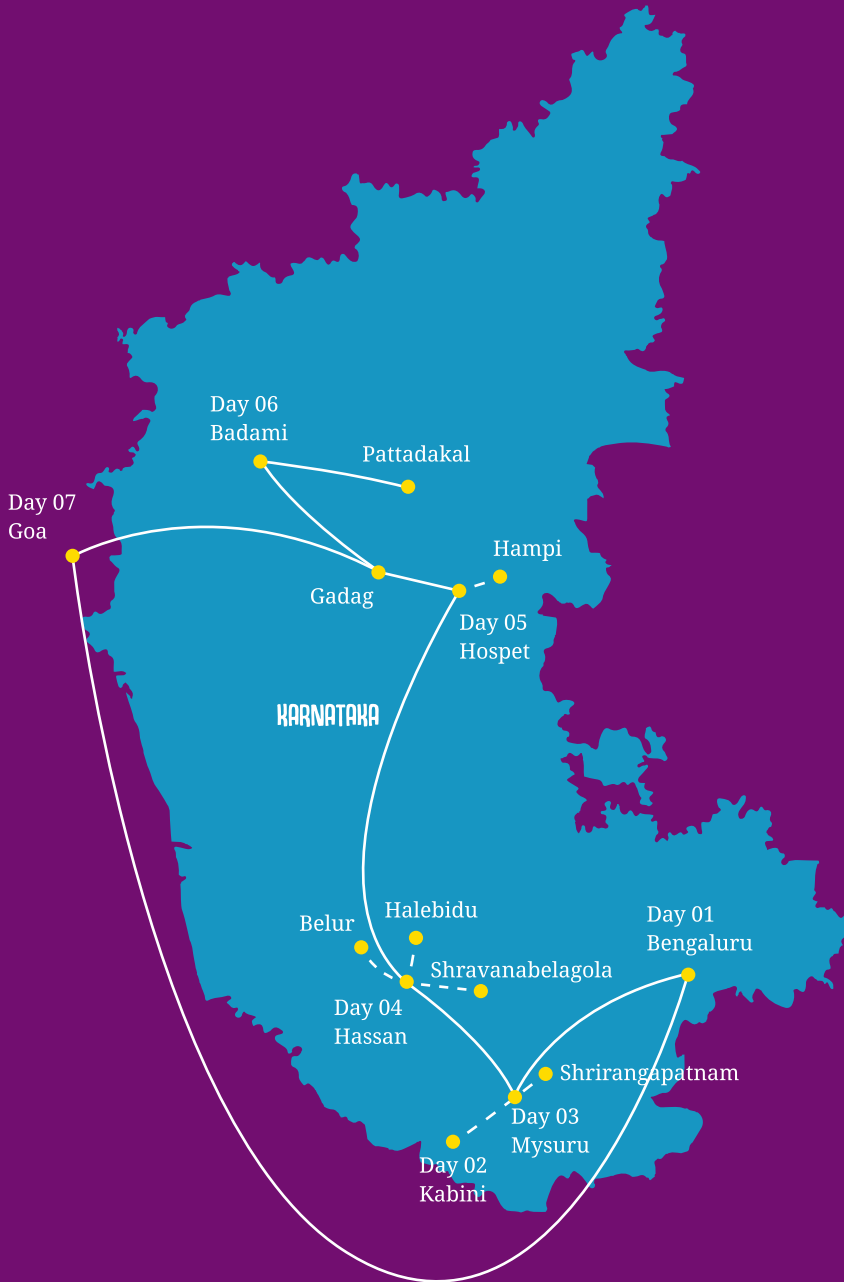 Day 06
Badami
Pattadakal
Day 07
Goa
Hampi
Gadag
Day 05
Hospet
KARNATAKA
Halebidu
Belur
Day 01
Bengaluru
Shravanabelagola
Day 04
Hassan
Shrirangapatnam
Day 03
Mysuru
Day 02
Kabini